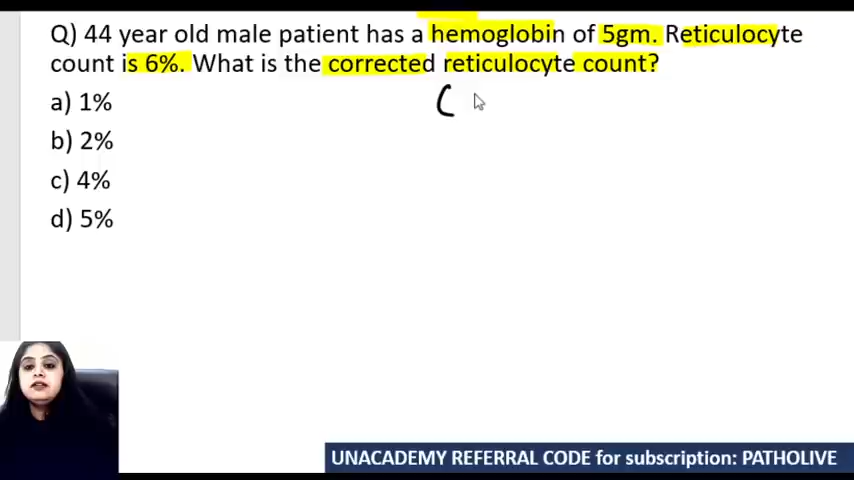 Q) 44 year old male patient has a hemoglobin of 5gm. Reticulocyte
count is 6%. What is the corrected reticulocyte count?
(
a) 1%
b) 2%
c) 4%
d) 5%
UNACADEMY REFERRAL CODE for subscription: PATHOLIVE